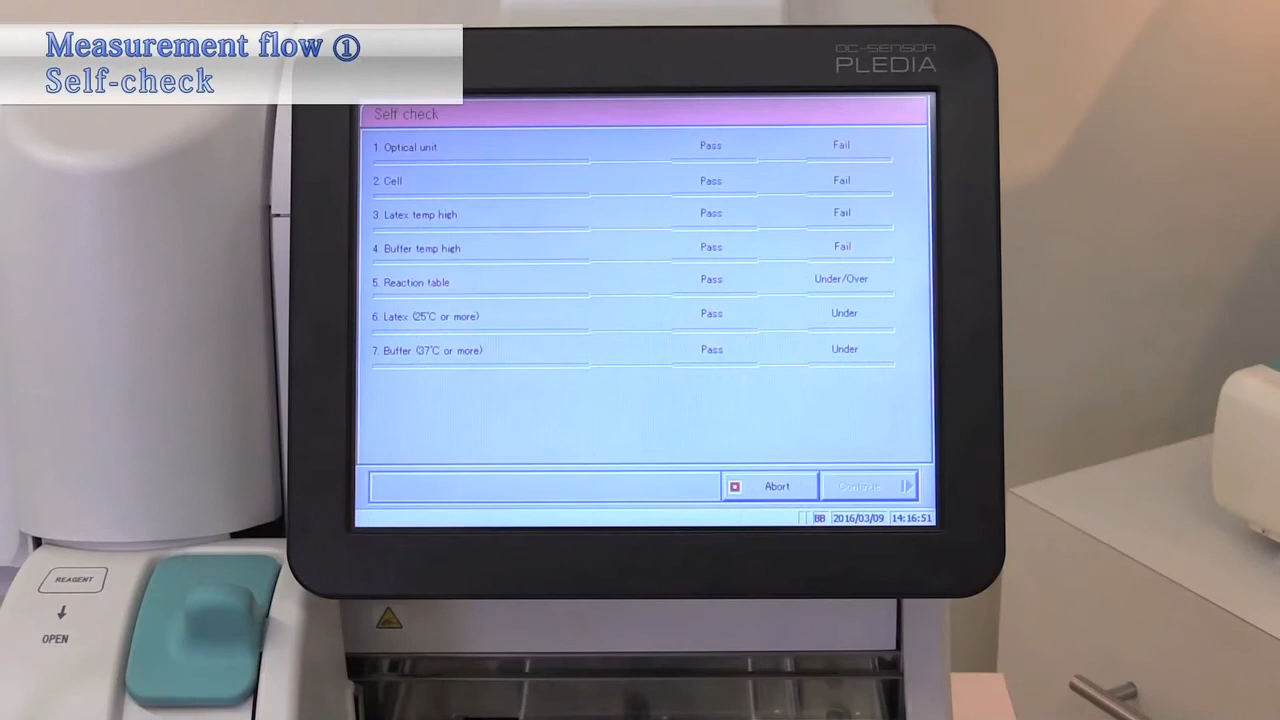 Measurement flow ①
Self-check
OC-SENSOR
PLEDIA
Self check
1. Optical unit Pass Fail
2. Cell Pass Fail
3. Latex temp high Pass Fail
4. Buffer temp high Pass Fail
5. Reaction table Pass Under/Over
6. Latex (25℃ or more) Pass Under
7. Buffer (37℃ or more) Pass Under
Abort Continue
BB 2016/03/09 14:16:51
REAGENT
OPEN